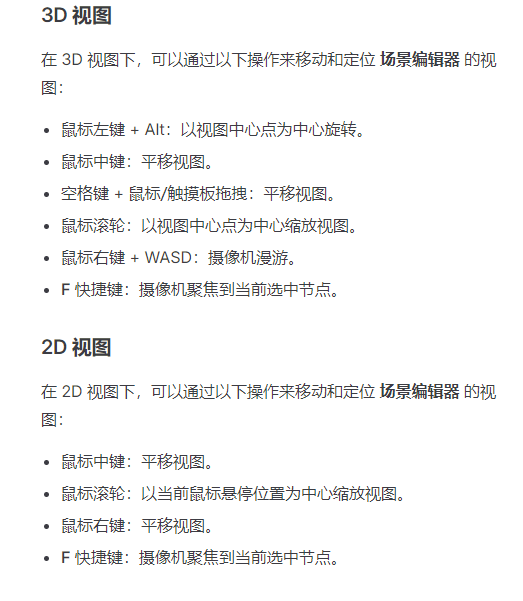 3D 视图
在 3D 视图下，可以通过以下操作来移动和定位 场景编辑器 的视
图：
• 鼠标左键 + Alt：以视图中心点为中心旋转。
• 鼠标中键：平移视图。
• 空格键 + 鼠标/触摸板拖拽：平移视图。
• 鼠标滚轮：以视图中心点为中心缩放视图。
• 鼠标右键 + WASD：摄像机漫游。
• F 快捷键：摄像机聚焦到当前选中节点。
2D 视图
在 2D 视图下，可以通过以下操作来移动和定位 场景编辑器 的视
图：
• 鼠标中键：平移视图。
• 鼠标滚轮：以当前鼠标悬停位置为中心缩放视图。
• 鼠标右键：平移视图。
• F 快捷键：摄像机聚焦到当前选中节点。